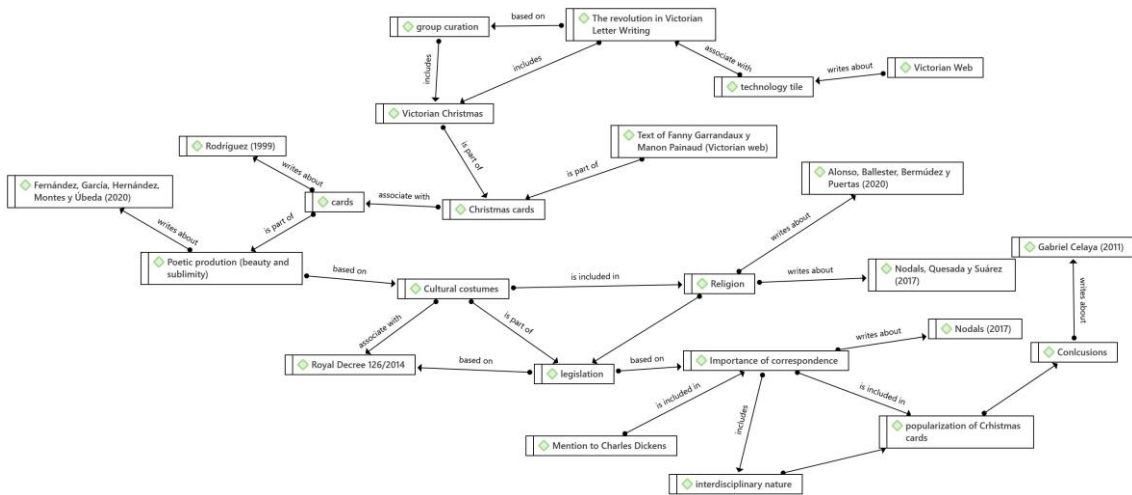 group curation
based on
The revolution in Victorian
Letter Writing
associate with
includes
includes
writes about
Victorian Web
technology tile
Victorian Christmas
Rodríguez (1999)
is part of
Text of Fanny Garrandaux y
Manon Painaud (Victorian web)
is part of
Alonso, Ballester, Bermúdez y
Puertas (2020)
writes about
Fernández, García, Hernández,
Montes y Úbeda (2020)
cards
associate with
Christmas cards
writes about
is part of
writes about
Gabriel Celaya (2011)
Poetic prodution (beauty and
sublimity)
based on
Cultural costumes
is included in
Religion
writes about
Nodals, Quesada y Suárez
(2017)
writes about
associate with
is part of
Nodals (2017)
writes about
Royal Decree 126/2014
based on
legislation
based on
Importance of correspondence
Conlcusions
is included in
includes
is included in
Mention to Charles Dickens
popularization of Crhistmas
cards
interdisciplinary nature